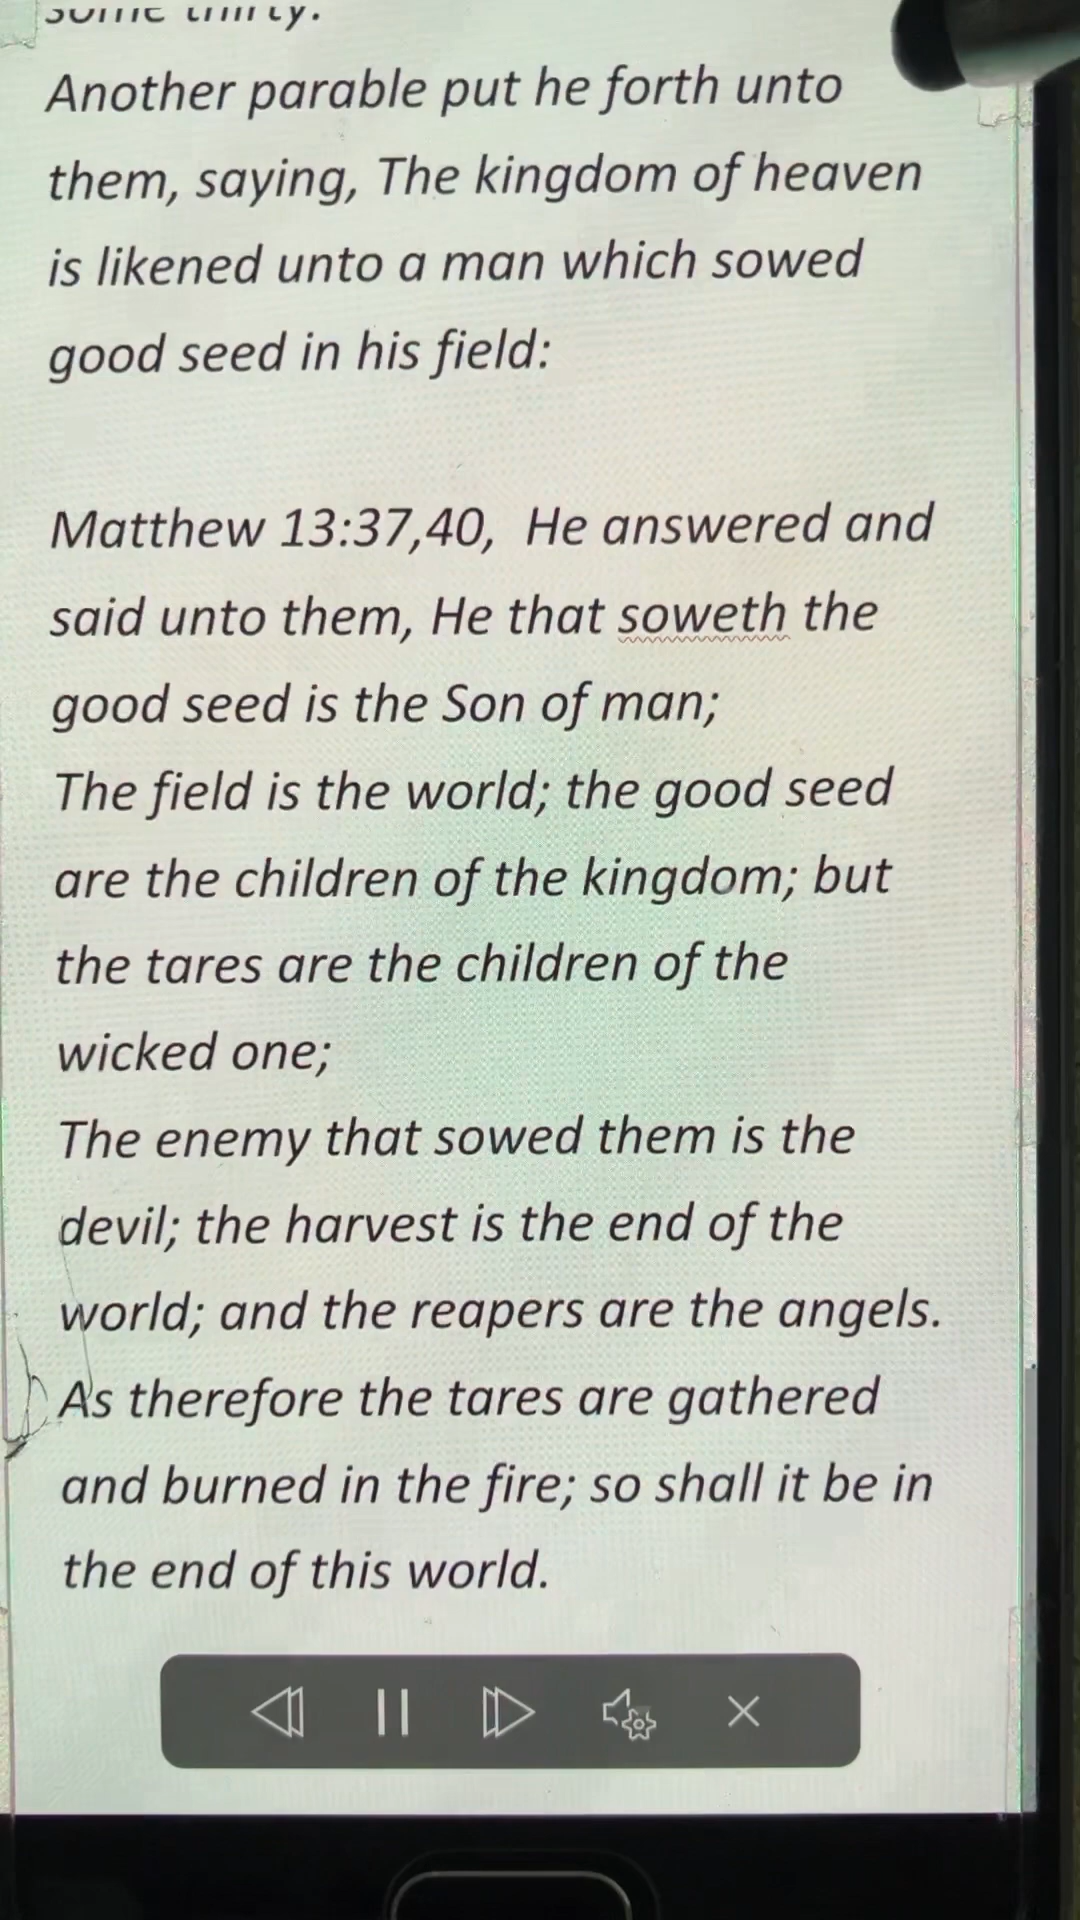 some thirty.
Another parable put he forth unto
them, saying, The kingdom of heaven
is likened unto a man which sowed
good seed in his field:
Matthew 13:37,40, He answered and
said unto them, He that soweth the
good seed is the Son of man;
The field is the world; the good seed
are the children of the kingdom; but
the tares are the children of the
wicked one;
The enemy that sowed them is the
devil; the harvest is the end of the
world; and the reapers are the angels.
As therefore the tares are gathered
and burned in the fire; so shall it be in
the end of this world.